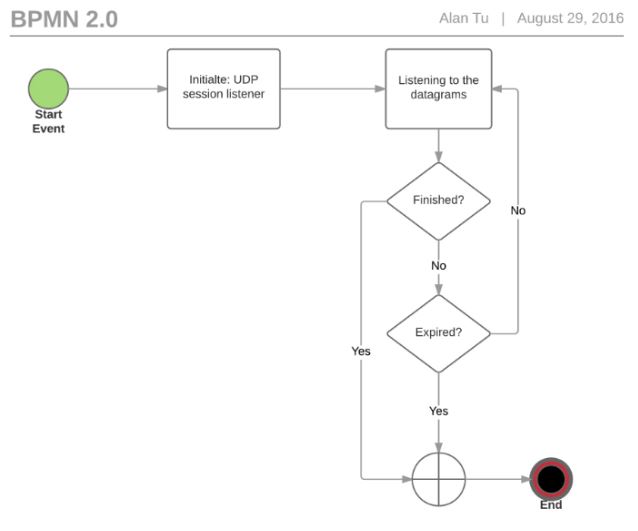 BPMN 2.0
Alan Tu | August 29, 2016
Initialte: UDP
session listener
Listening to the
datagrams
Start
Event
Finished?
No
No
Expired?
Yes
Yes
End